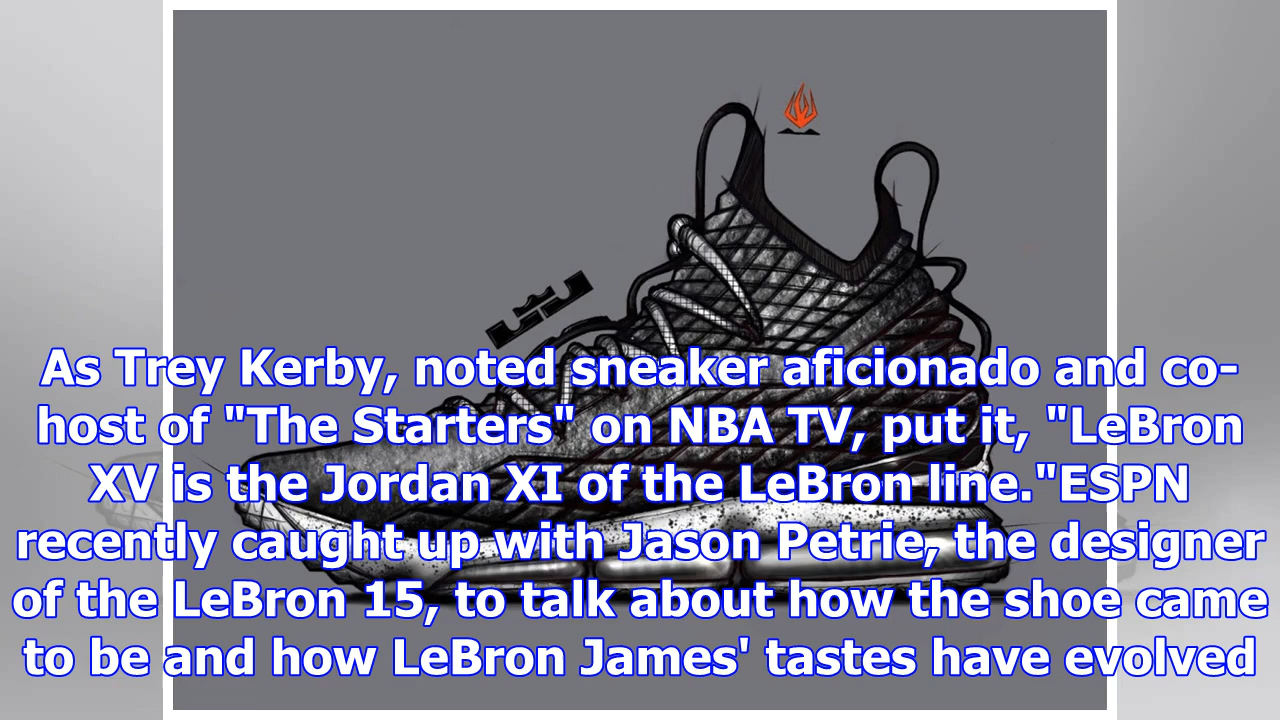 As Trey Kerby, noted sneaker aficionado and co-
host of "The Starters" on NBA TV, put it, "LeBron
XV is the Jordan XI of the LeBron line."ESPN
recently caught up with Jason Petrie, the designer
of the LeBron 15, to talk about how the shoe came
to be and how LeBron James' tastes have evolved